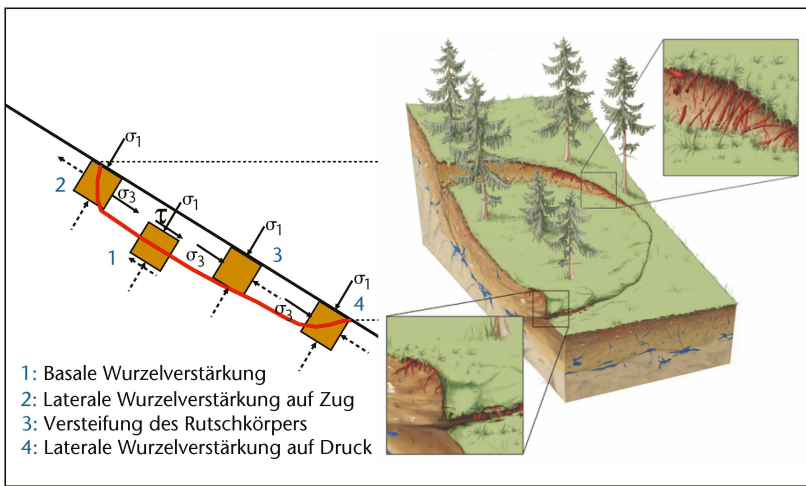 σ1
2
σ3
σ1
τ
1
σ3
σ1
3
σ1
σ3
4
1: Basale Wurzelverstärkung
2: Laterale Wurzelverstärkung auf Zug
3: Versteifung des Rutschkörpers
4: Laterale Wurzelverstärkung auf Druck